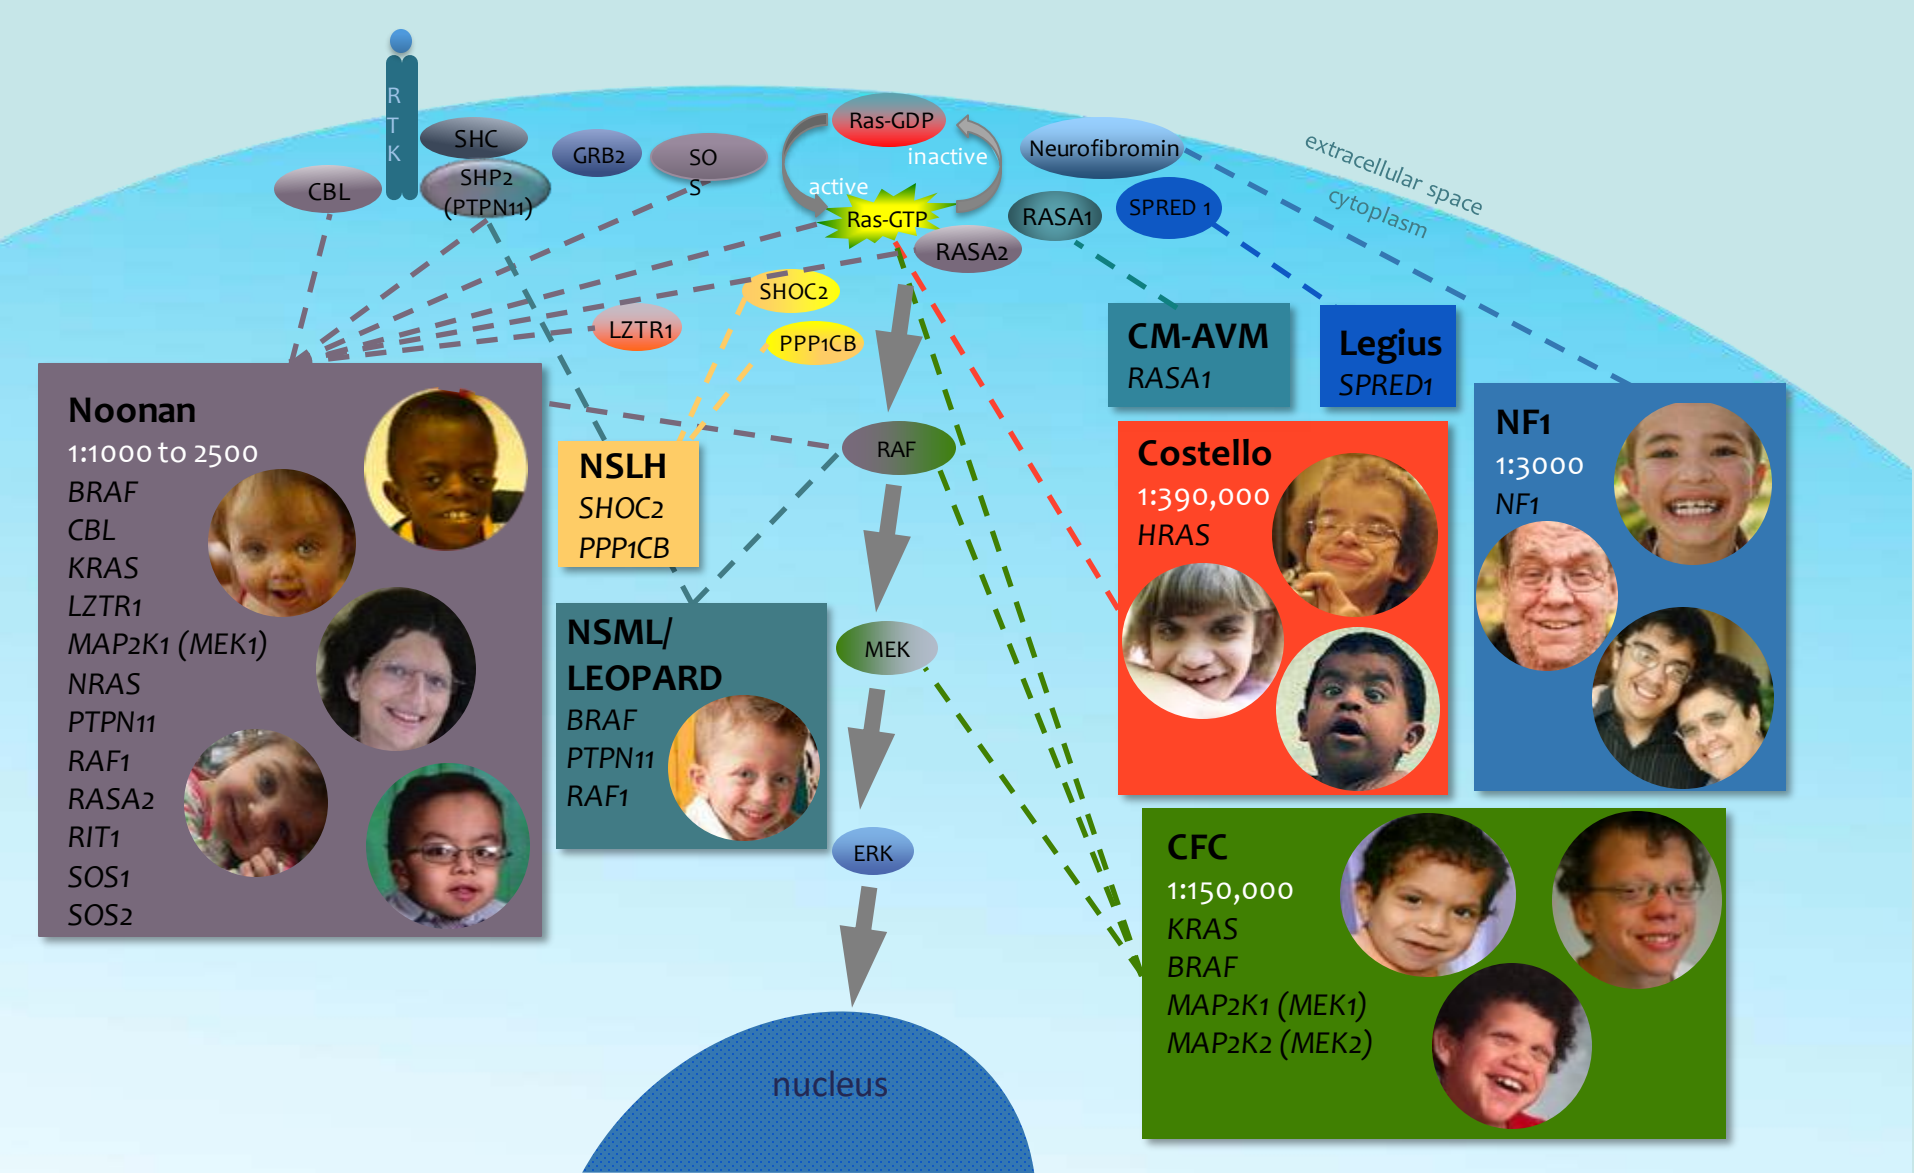 R
T
K
SHC
SHP2
(PTPN11)
CBL
GRB2
SO
S
Ras-GDP
inactive
active
Ras-GTP
RASA2
RASA1
Neurofibromin
SPRED 1
extracellular space
cytoplasm
SHOC2
LZTR1
PPP1CB
RAF
MEK
ERK
nucleus
Noonan
1:1000 to 2500
BRAF
CBL
KRAS
LZTR1
MAP2K1 (MEK1)
NRAS
PTPN11
RAF1
RASA2
RIT1
SOS1
SOS2
NSLH
SHOC2
PPP1CB
NSML/
LEOPARD
BRAF
PTPN11
RAF1
CM-AVM
RASA1
Legius
SPRED1
Costello
1:390,000
HRAS
NF1
1:3000
NF1
CFC
1:150,000
KRAS
BRAF
MAP2K1 (MEK1)
MAP2K2 (MEK2)